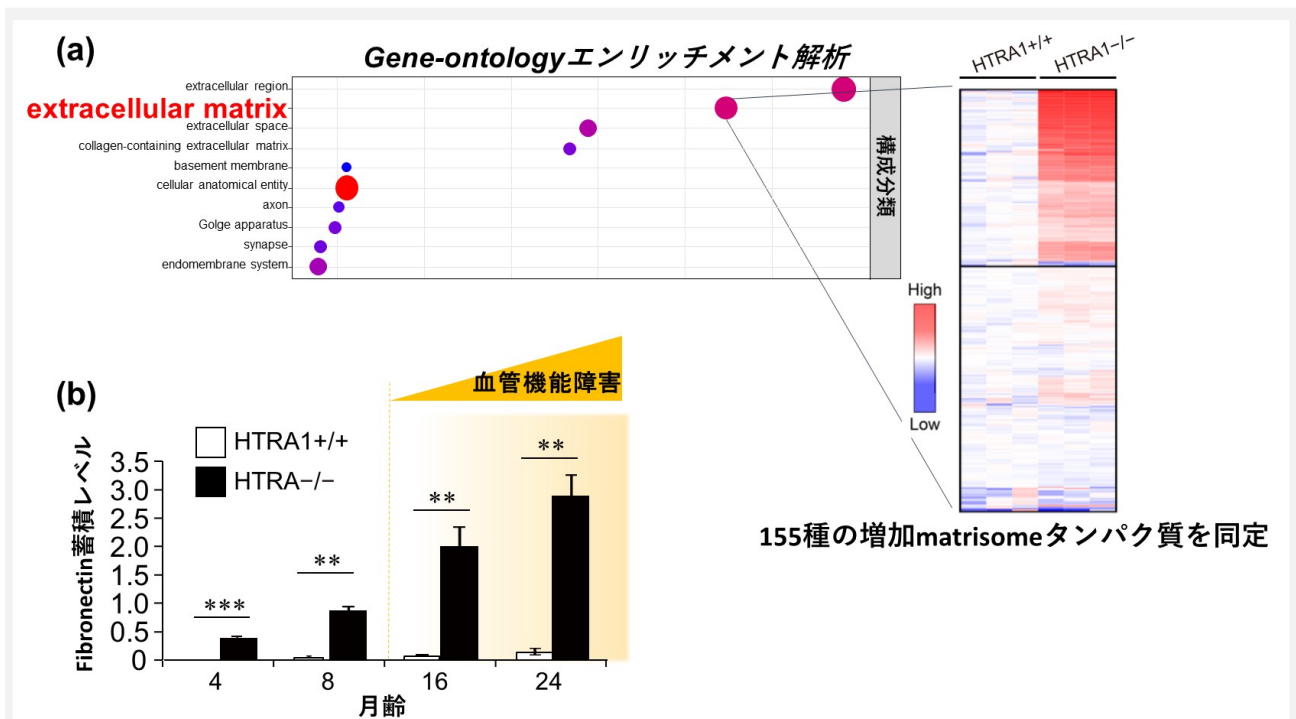 (a)
Gene-ontologyエンリッチメント解析
extracellular region
extracellular matrix
extracellular space
collagen-containing extracellular matrix
basement membrane
cellular anatomical entity
axon
Golge apparatus
synapse
endomembrane system
構成分類
HTRA1+/+
HTRA1−/−
High
Low
155種の増加matrisomeタンパク質を同定
(b)
血管機能障害
HTRA1+/+
HTRA−/−
Fibronectin蓄積レベル
3.5
3.0
2.5
2.0
1.5
1.0
0.5
0
***
**
**
**
4 8 16 24
月齢